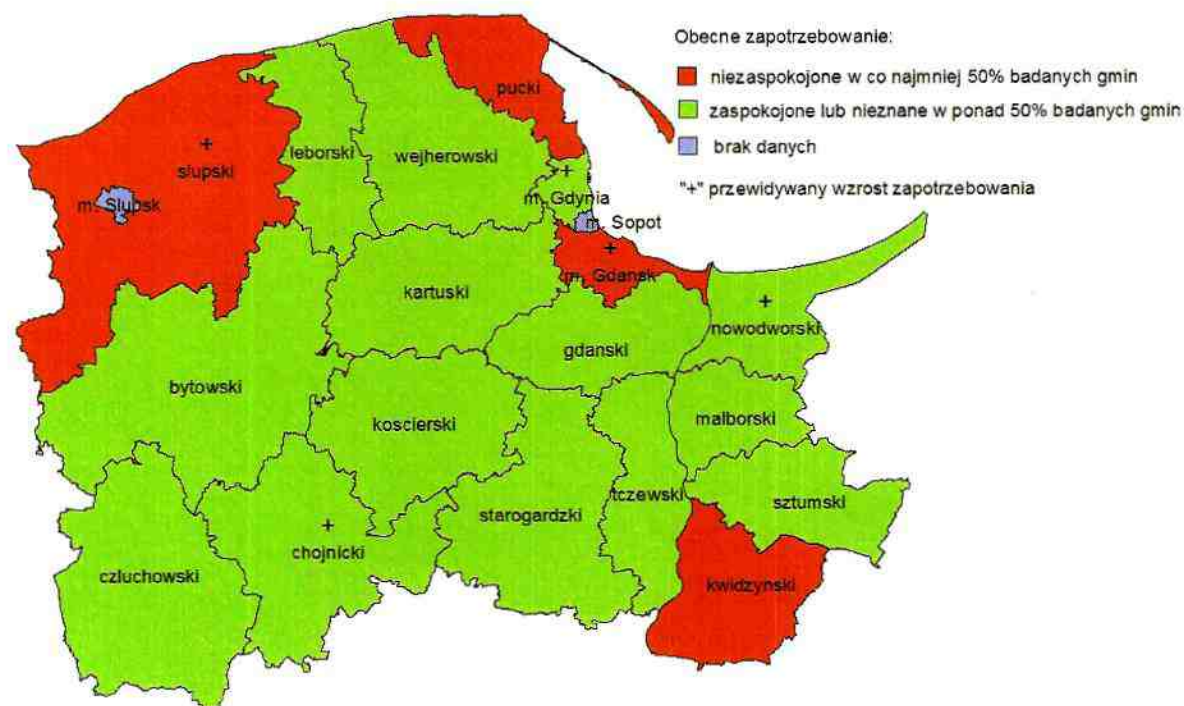 Obecne zapotrzebowanie:
niezaspokojone w co najmniej 50% badanych gmin
zaspokojone lub nieznane w ponad 50% badanych gmin
brak danych
"+" przewidywany wzrost zapotrzebowania
pucki
+
slupski
leborski
wejherowski
m. Slupsk
+
m. Gdynia
m. Sopot
+
m. Gdansk
kartuski
+
nowodworski
gdanski
bytowski
koscierski
malborski
tczewski
sztumski
starogardzki
+
chojnicki
czluchowski
kwidzynski